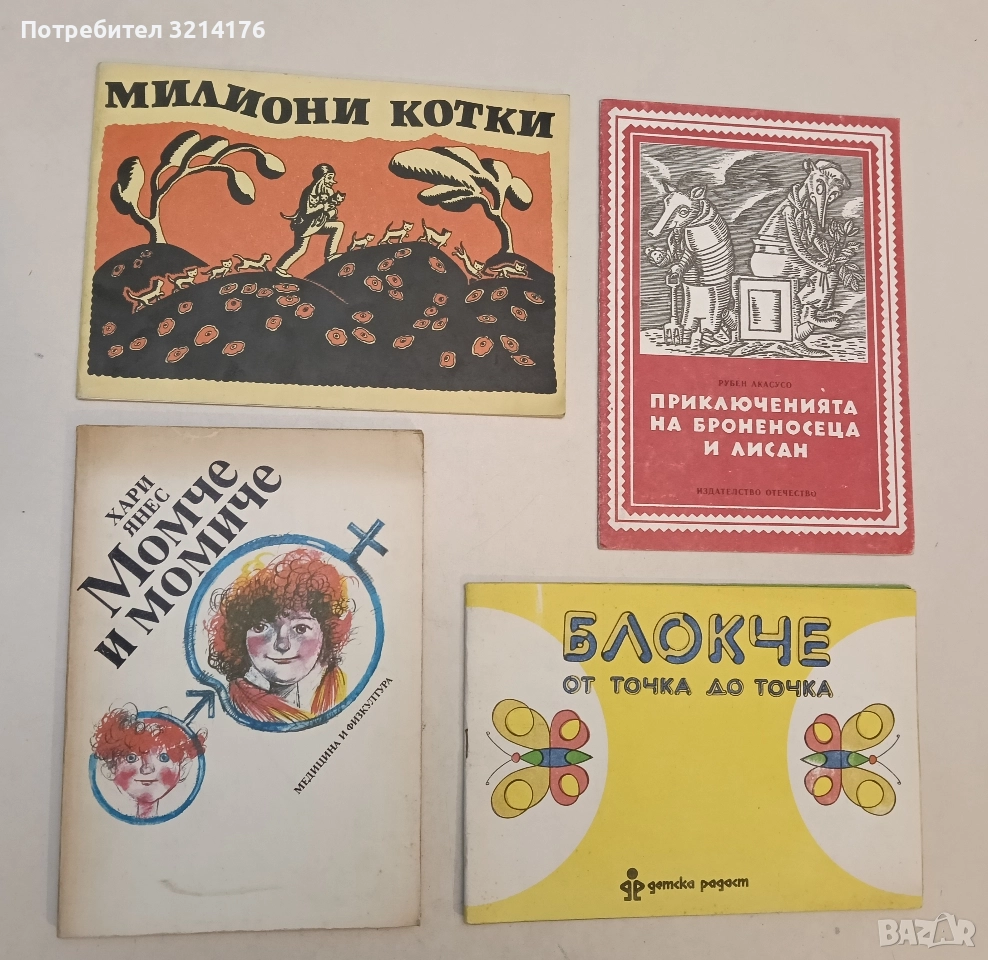 Потребител 3214176
МИЛИОНИ КОТКИ
РУБЕН АКАСУСО
ПРИКЛЮЧЕНИЯТА
НА БРОНЕНОСЕЦА
И ЛИСАН
ИЗДАТЕЛСТВО ОТЕЧЕСТВО
ХАРИ
ЯНЕС
МОМЧЕ
И МОМИЧЕ
МЕДИЦИНА И ФИЗКУЛТУРА
БЛОКЧЕ
ОТ ТОЧКА ДО ТОЧКА
детска радост
BAZAR